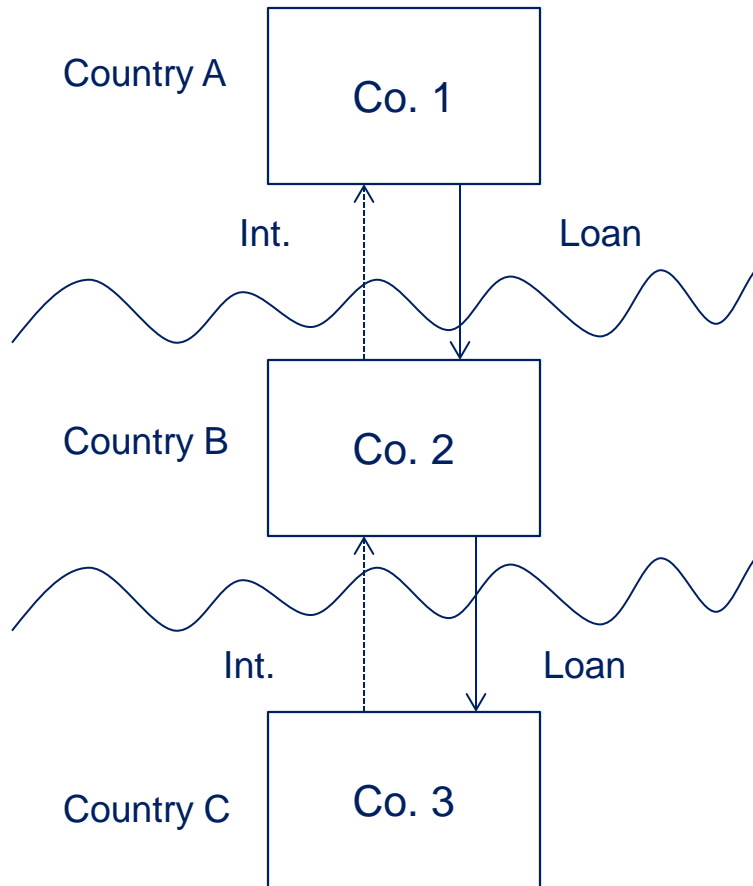 Country A
Co. 1
Int.
Loan
Country B
Co. 2
Int.
Loan
Country C
Co. 3